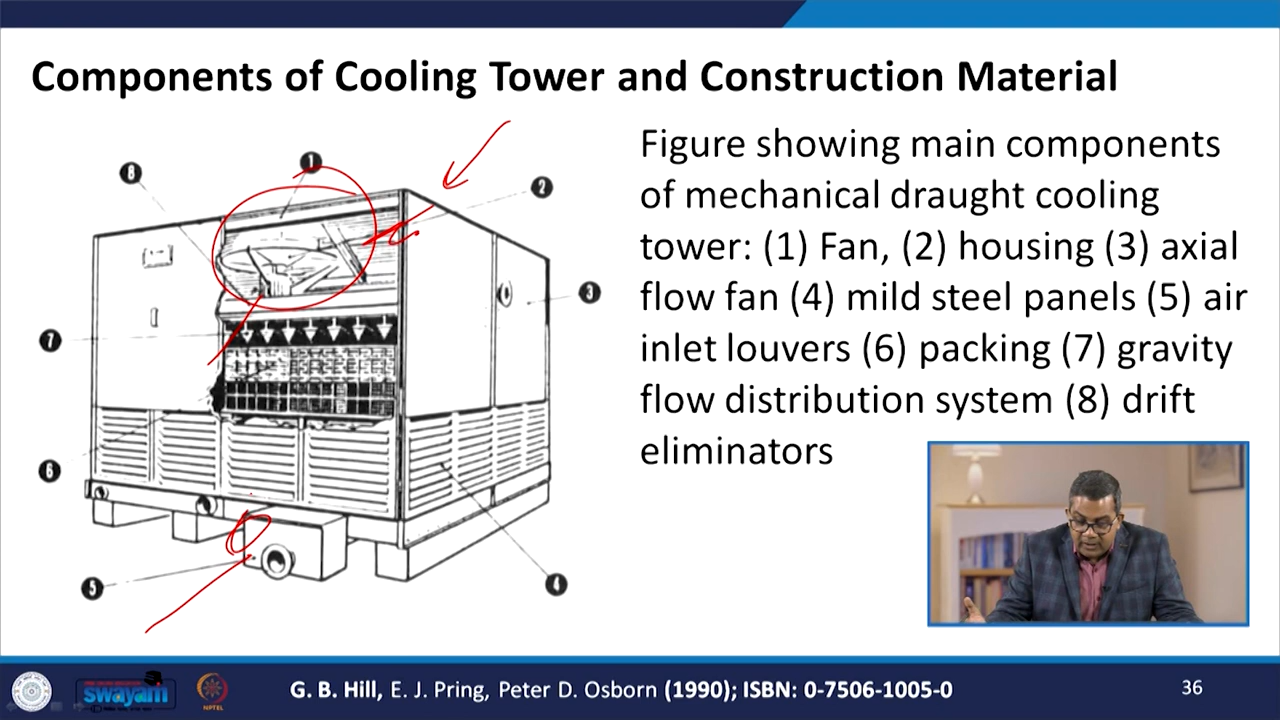 Components of Cooling Tower and Construction Material
Figure showing main components
of mechanical draught cooling
tower: (1) Fan, (2) housing (3) axial
flow fan (4) mild steel panels (5) air
inlet louvers (6) packing (7) gravity
flow distribution system (8) drift
eliminators
8
1
2
3
7
6
5
4
swayam
NPTEL
G. B. Hill, E. J. Pring, Peter D. Osborn (1990); ISBN: 0-7506-1005-0
36